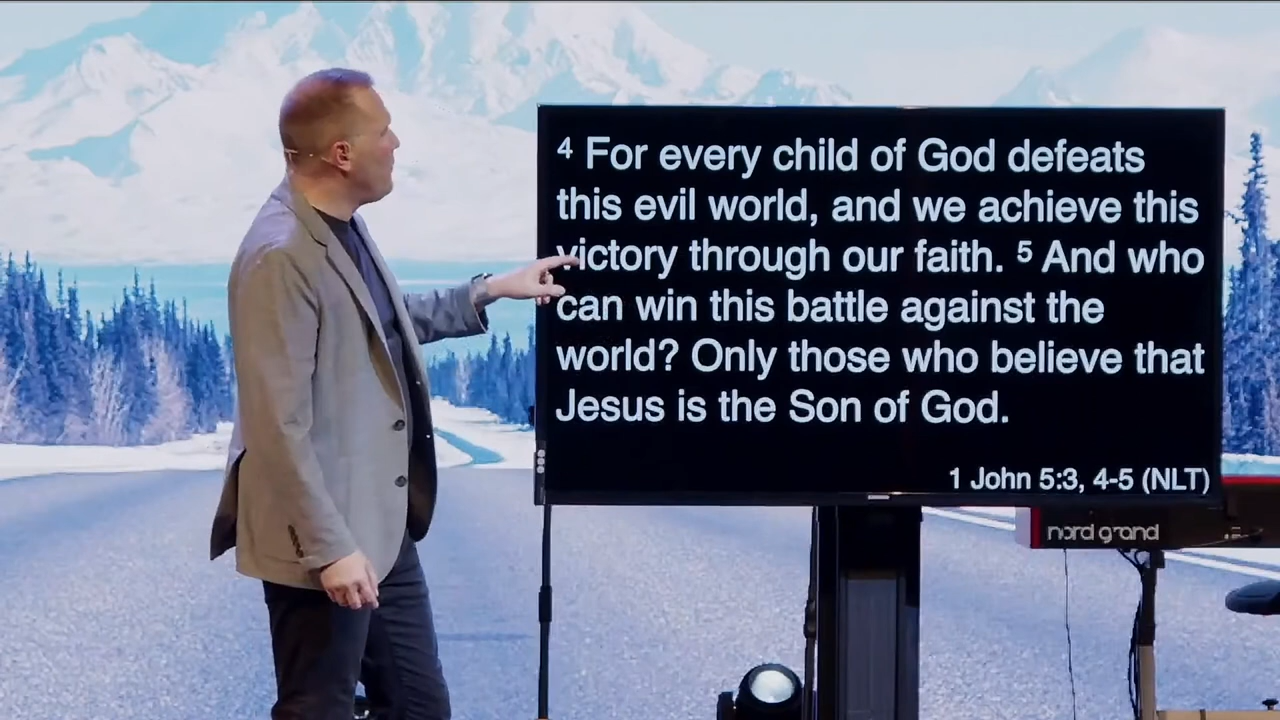 4 For every child of God defeats
this evil world, and we achieve this
victory through our faith. 5 And who
can win this battle against the
world? Only those who believe that
Jesus is the Son of God.
1 John 5:3, 4-5 (NLT)
nord grand